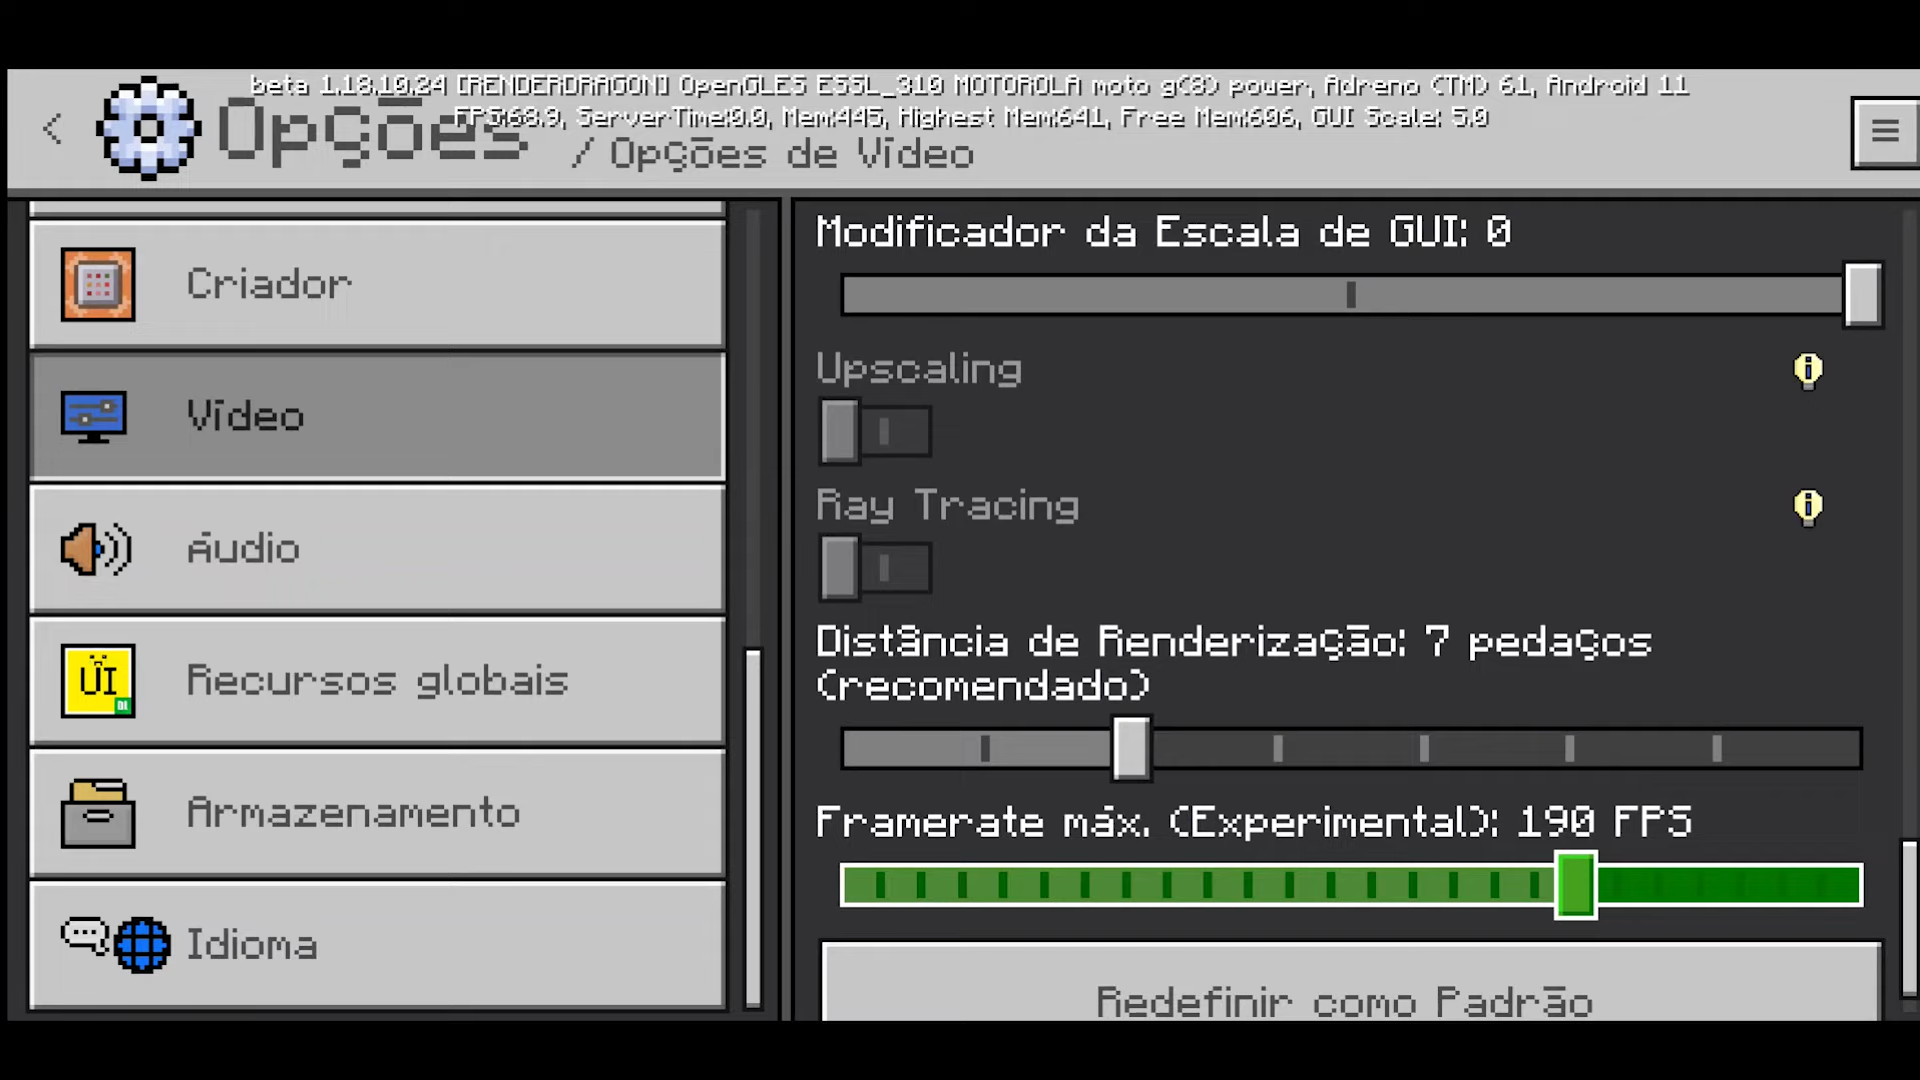 beta 1.18.10.24 [RENDERDRAGON] OpenGLES ESSL_310 MOTOROLA moto g(8) power, Adreno (TM) 61, Android 11
FPS:68.9, ServerTime:0.0, Mem:445, Highest Mem:641, Free Mem:606, GUI Scale: 5.0
Opções / Opções de Vídeo
Criador
Vídeo
Áudio
Recursos globais
Armazenamento
Idioma
Modificador da Escala de GUI: 0
Upscaling
Ray Tracing
Distância de Renderização: 7 pedaços
(recomendado)
Framerate máx. (Experimental): 190 FPS
Redefinir como Padrão